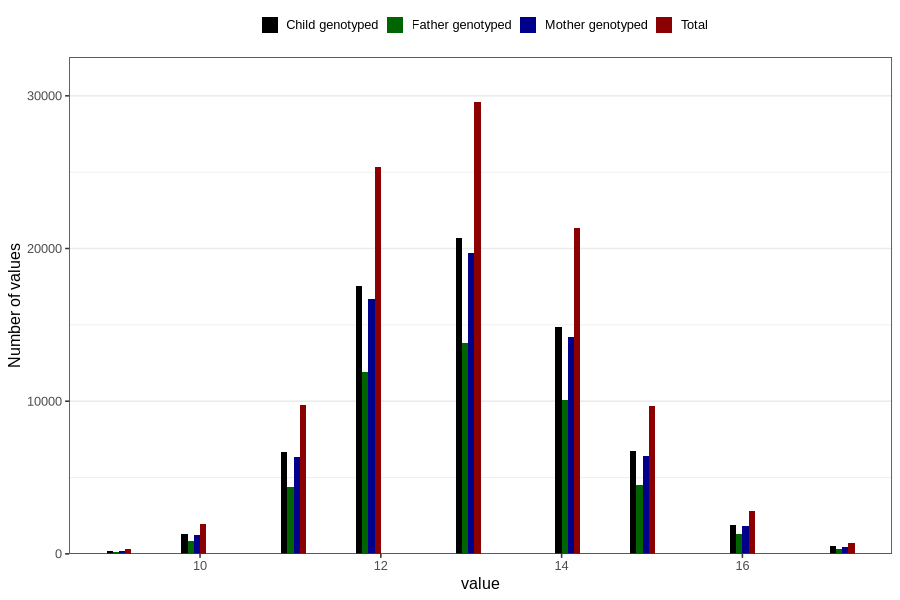 Child genotyped Father genotyped Mother genotyped Total
Number of values
30000
20000
10000
0
10 12 14 16
value